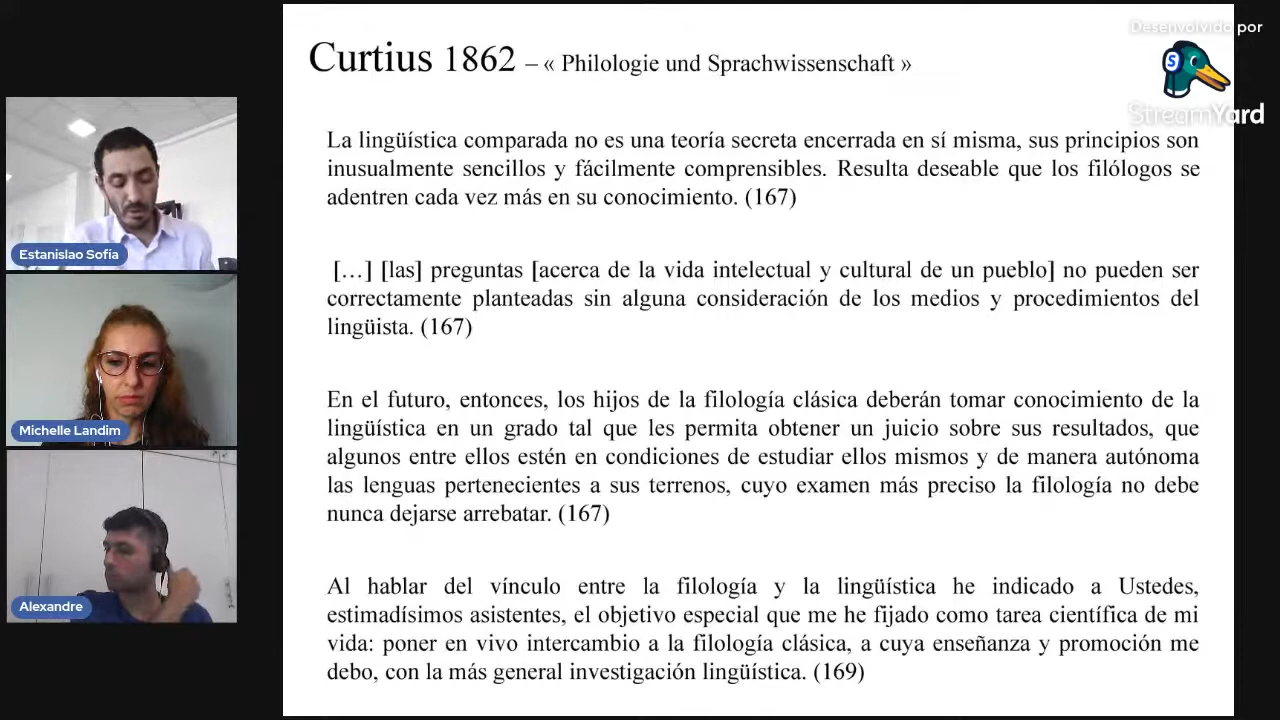 Curtius 1862 – « Philologie und Sprachwissenschaft »
Desenvolvido por
StreamYard
La lingüística comparada no es una teoría secreta encerrada en sí misma, sus principios son
inusualmente sencillos y fácilmente comprensibles. Resulta deseable que los filólogos se
adentren cada vez más en su conocimiento. (167)
[…] [las] preguntas [acerca de la vida intelectual y cultural de un pueblo] no pueden ser
correctamente planteadas sin alguna consideración de los medios y procedimientos del
lingüista. (167)
En el futuro, entonces, los hijos de la filología clásica deberán tomar conocimiento de la
lingüística en un grado tal que les permita obtener un juicio sobre sus resultados, que
algunos entre ellos estén en condiciones de estudiar ellos mismos y de manera autónoma
las lenguas pertenecientes a sus terrenos, cuyo examen más preciso la filología no debe
nunca dejarse arrebatar. (167)
Al hablar del vínculo entre la filología y la lingüística he indicado a Ustedes,
estimadísimos asistentes, el objetivo especial que me he fijado como tarea científica de mi
vida: poner en vivo intercambio a la filología clásica, a cuya enseñanza y promoción me
debo, con la más general investigación lingüística. (169)
Estanislao Sofía
Michelle Landim
Alexandre